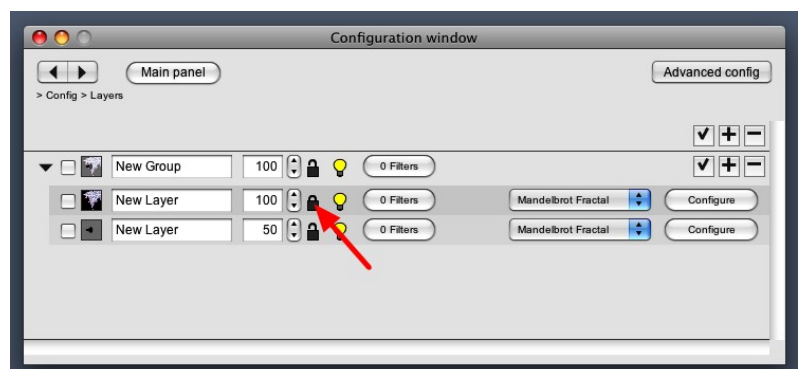 Configuration window
Main panel Advanced config
> Config > Layers
New Group 100 0 Filters
New Layer 100 0 Filters Mandelbrot Fractal Configure
New Layer 50 0 Filters Mandelbrot Fractal Configure